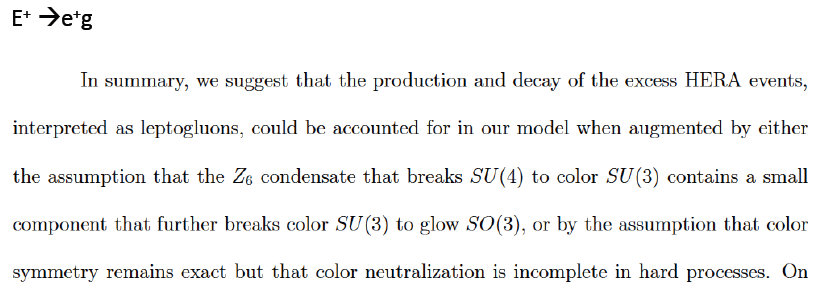 E⁺ →e⁺g
In summary, we suggest that the production and decay of the excess HERA events,
interpreted as leptogluons, could be accounted for in our model when augmented by either
the assumption that the Z₆ condensate that breaks SU(4) to color SU(3) contains a small
component that further breaks color SU(3) to glow SO(3), or by the assumption that color
symmetry remains exact but that color neutralization is incomplete in hard processes. On